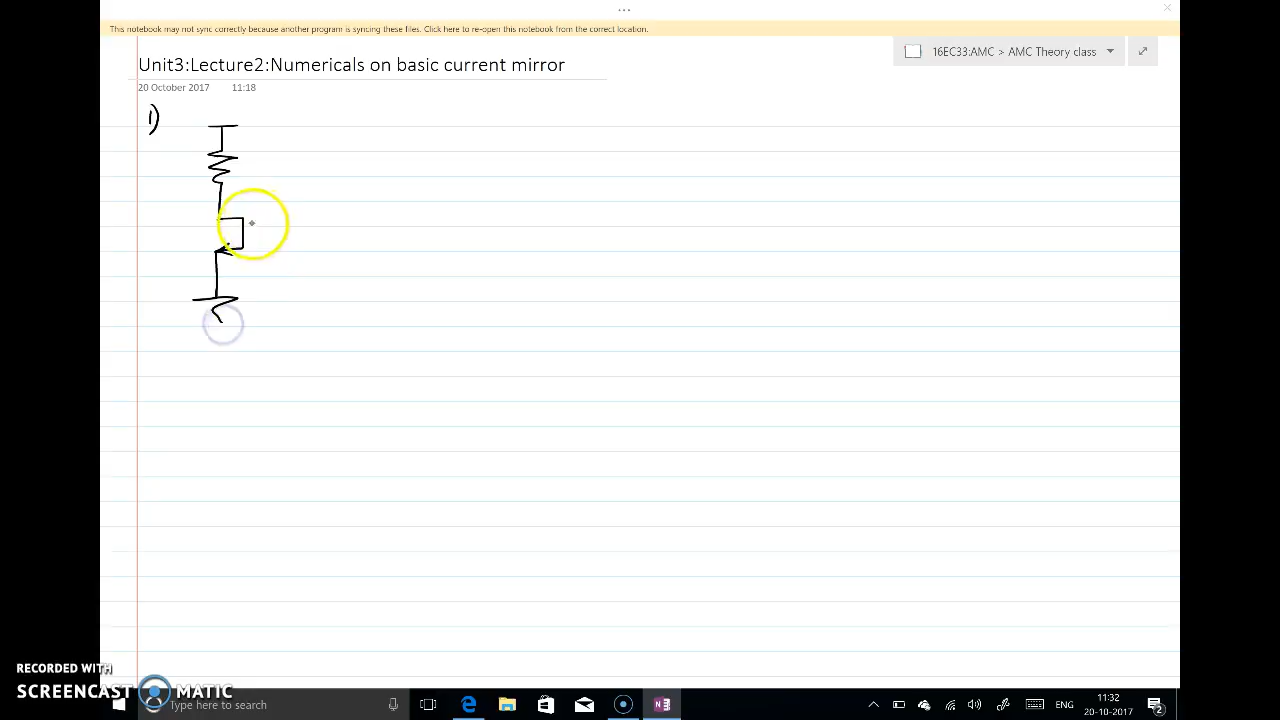 This notebook may not sync correctly because another program is syncing these files. Click here to re-open this notebook from the correct location.
16EC33:AMC > AMC Theory class
Unit3:Lecture2:Numericals on basic current mirror
20 October 2017 11:18
1)
RECORDED WITH
SCREENCAST MATIC
Type here to search
ENG
11:32
20-10-2017
2